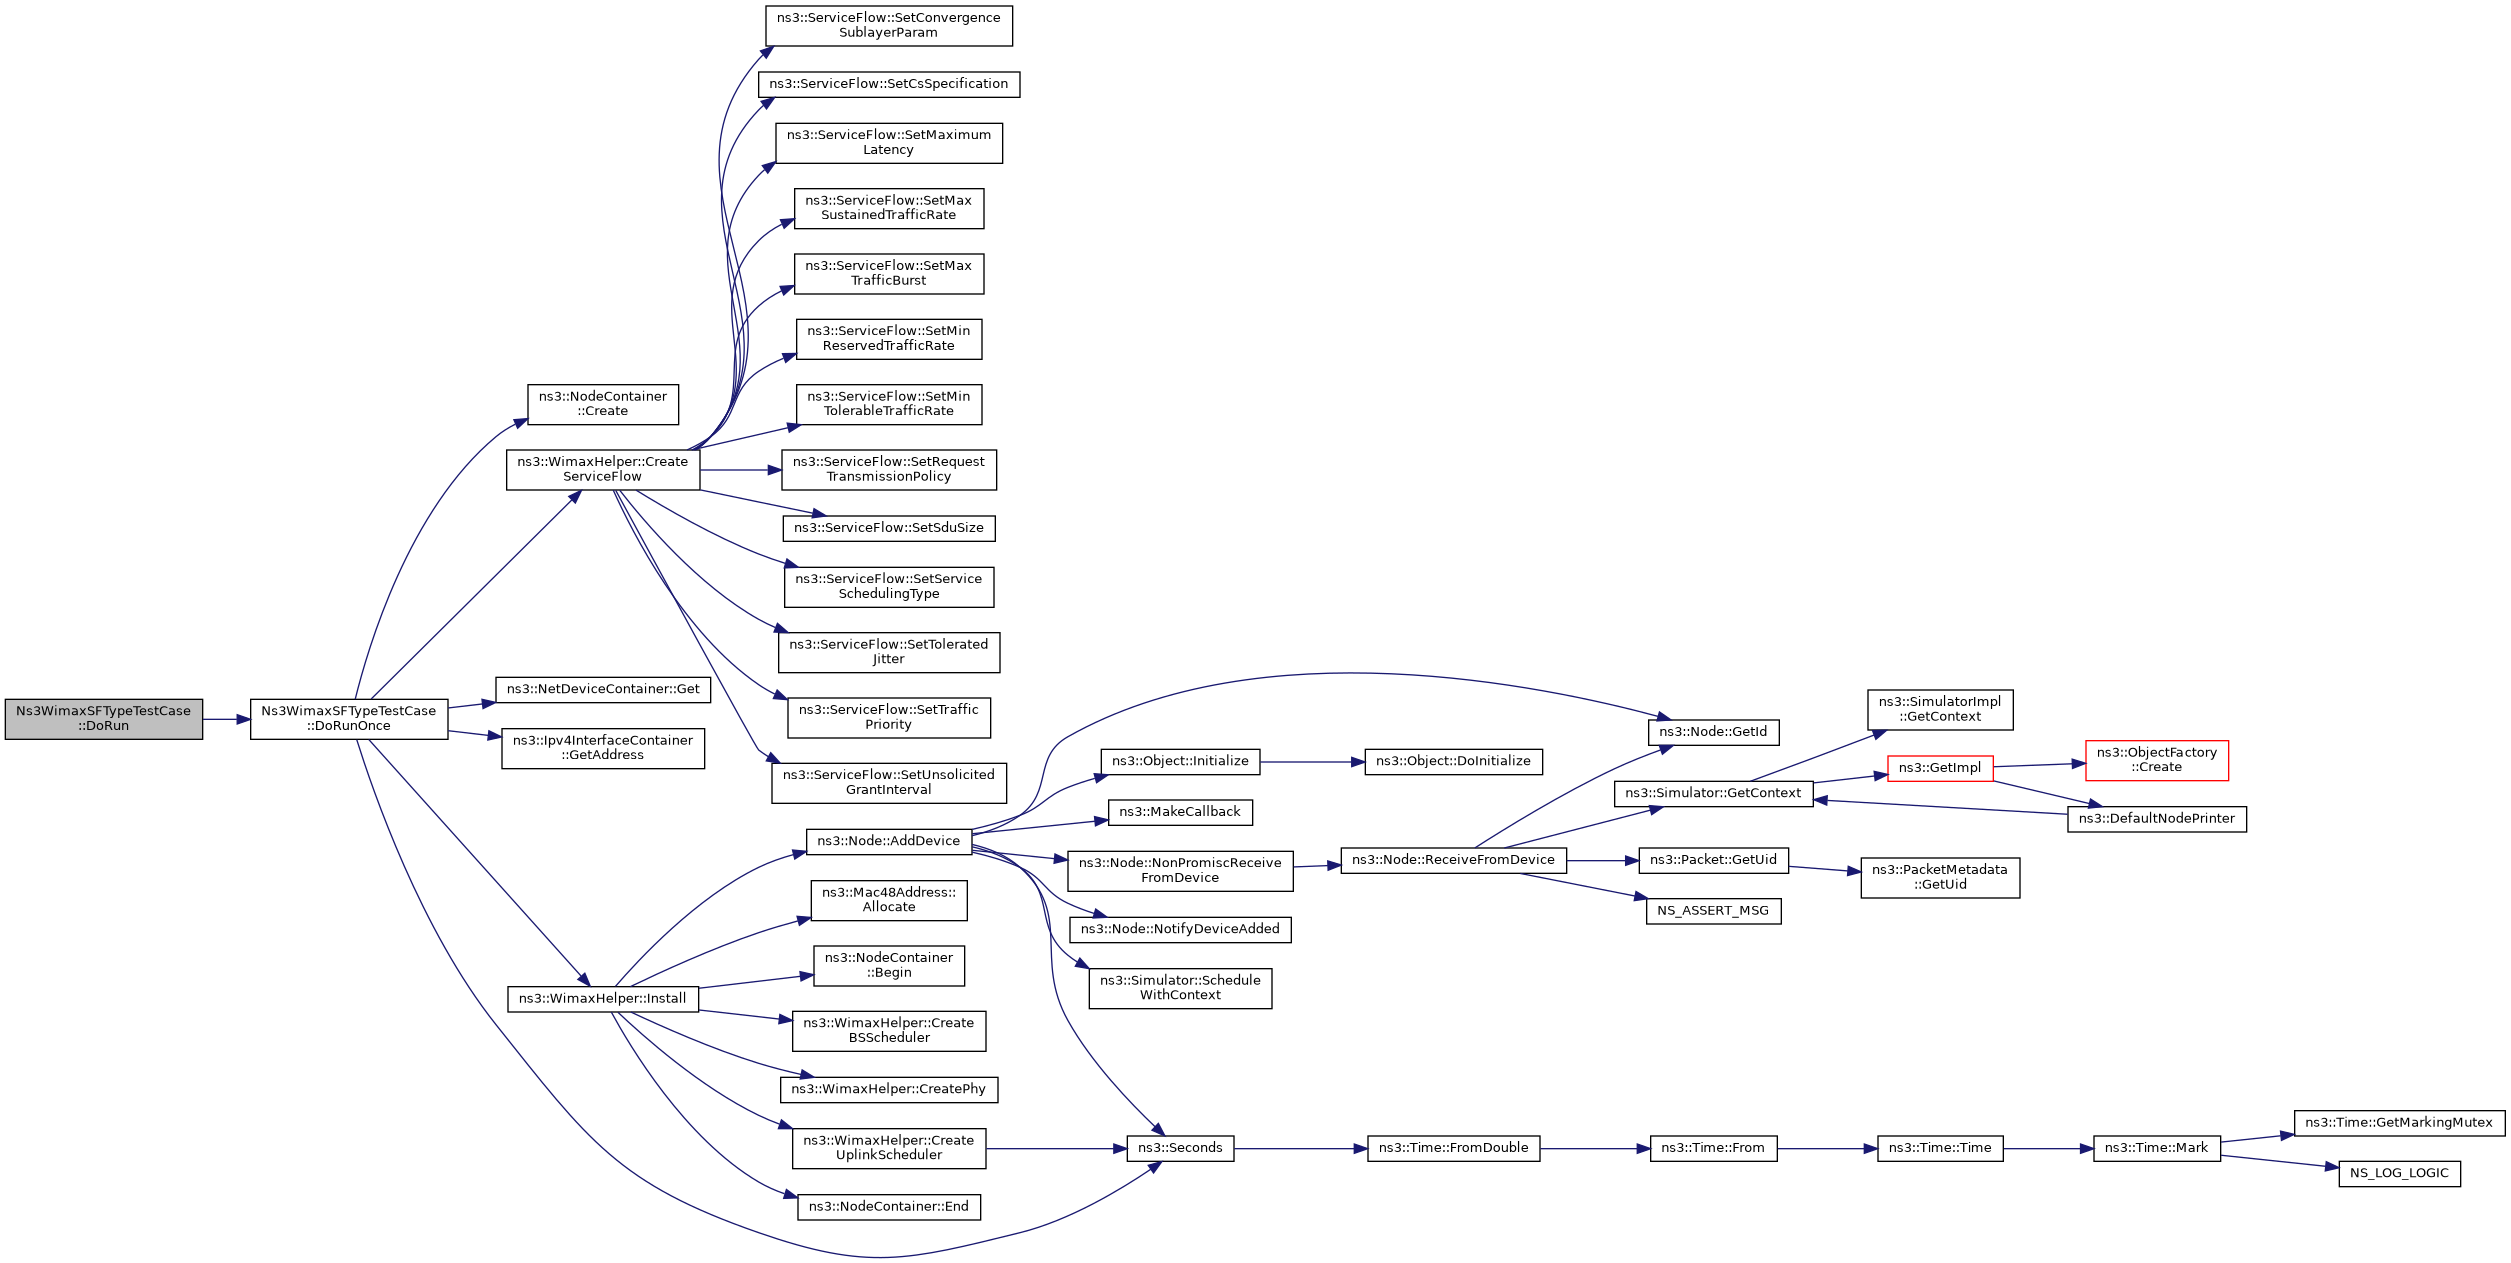 ns3::ServiceFlow::SetConvergence
SublayerParam
ns3::ServiceFlow::SetCsSpecification
ns3::ServiceFlow::SetMaximum
Latency
ns3::ServiceFlow::SetMax
SustainedTrafficRate
ns3::ServiceFlow::SetMax
TrafficBurst
ns3::ServiceFlow::SetMin
ReservedTrafficRate
ns3::NodeContainer
::Create
ns3::ServiceFlow::SetMin
TolerableTrafficRate
ns3::WimaxHelper::Create
ServiceFlow
ns3::ServiceFlow::SetRequest
TransmissionPolicy
ns3::ServiceFlow::SetSduSize
ns3::ServiceFlow::SetService
SchedulingType
ns3::ServiceFlow::SetTolerated
Jitter
ns3::ServiceFlow::SetTraffic
Priority
ns3::ServiceFlow::SetUnsolicited
GrantInterval
Ns3WimaxSFTypeTestCase
::DoRun
Ns3WimaxSFTypeTestCase
::DoRunOnce
ns3::NetDeviceContainer::Get
ns3::Ipv4InterfaceContainer
::GetAddress
ns3::WimaxHelper::Install
ns3::Node::AddDevice
ns3::Mac48Address::
Allocate
ns3::NodeContainer
::Begin
ns3::WimaxHelper::Create
BSScheduler
ns3::WimaxHelper::CreatePhy
ns3::WimaxHelper::Create
UplinkScheduler
ns3::NodeContainer::End
ns3::Object::Initialize
ns3::Object::DoInitialize
ns3::MakeCallback
ns3::Node::NonPromiscReceive
FromDevice
ns3::Node::NotifyDeviceAdded
ns3::Simulator::Schedule
WithContext
ns3::Node::ReceiveFromDevice
ns3::Node::GetId
ns3::Simulator::GetContext
ns3::Packet::GetUid
NS_ASSERT_MSG
ns3::SimulatorImpl
::GetContext
ns3::GetImpl
ns3::ObjectFactory
::Create
ns3::DefaultNodePrinter
ns3::PacketMetadata
::GetUid
ns3::Seconds
ns3::Time::FromDouble
ns3::Time::From
ns3::Time::Time
ns3::Time::Mark
ns3::Time::GetMarkingMutex
NS_LOG_LOGIC